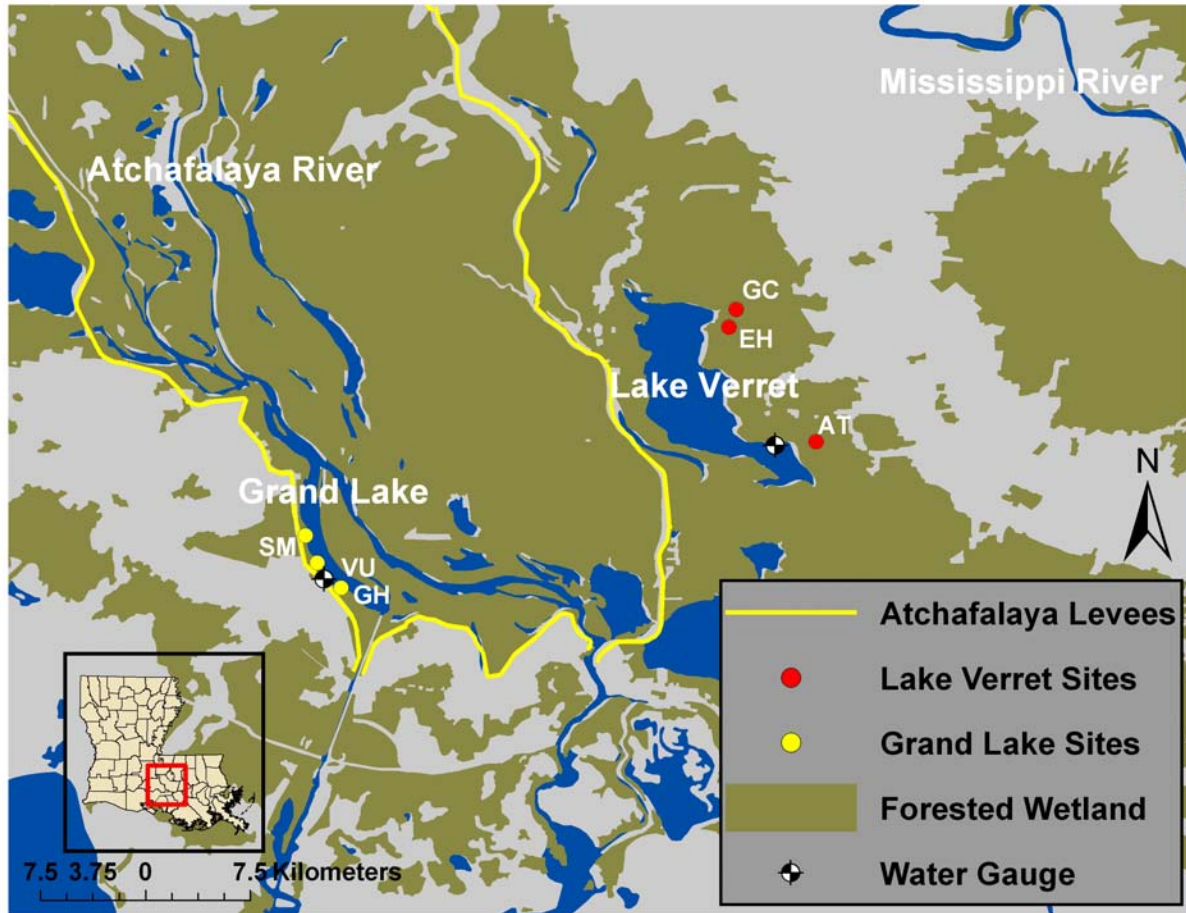 Mississippi River
Atchafalaya River
GC
EH
Lake Verret
AT
N
Grand Lake
SM
VU
GH
Atchafalaya Levees
Lake Verret Sites
Grand Lake Sites
Forested Wetland
Water Gauge
7.5 3.75 0 7.5 Kilometers